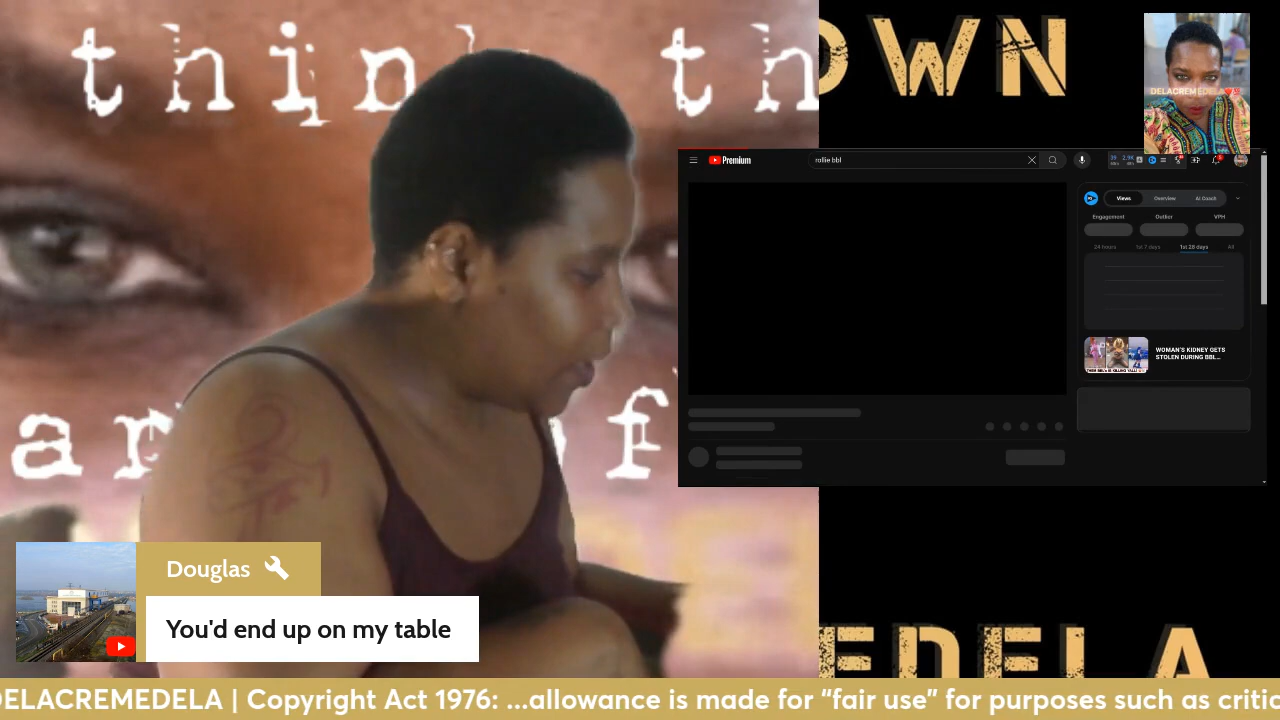 think th
OWN
DELACREMEDELA
Premium
rollie bbl
Views
Overview
AI Coach
Engagement
Outlier
VPH
24 hours
1st 7 days
1st 28 days
All
WOMAN'S KIDNEY GETS
STOLEN DURING BBL...
ar
f
Douglas
You'd end up on my table
EDELA
DELACREMEDELA | Copyright Act 1976: ...allowance is made for “fair use” for purposes such as critic